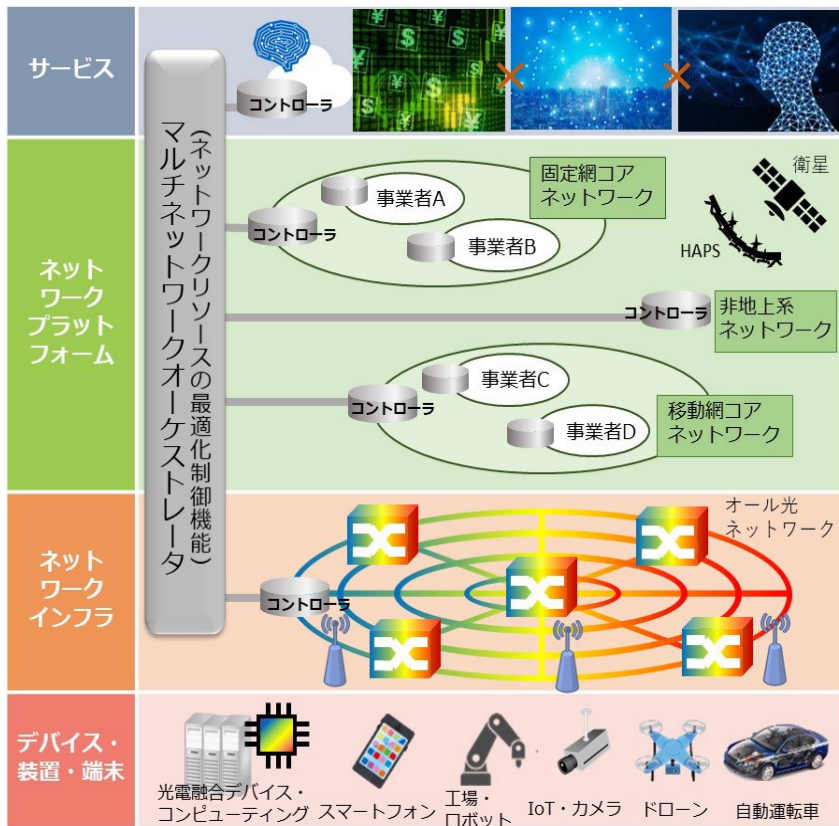 サービス
コントローラ
マルチネットワークオーケストレータ
(ネットワークリソースの最適化制御機能)
ネット
ワーク
プラット
フォーム
コントローラ
事業者A
事業者B
固定網コア
ネットワーク
衛星
HAPS
コントローラ
非地上系
ネットワーク
コントローラ
事業者C
事業者D
移動網コア
ネットワーク
ネット
ワーク
インフラ
コントローラ
オール光
ネットワーク
デバイス・
装置・端末
光電融合デバイス・
コンピューティング
スマートフォン
工場・
ロボット
IoT・カメラ
ドローン
自動運転車